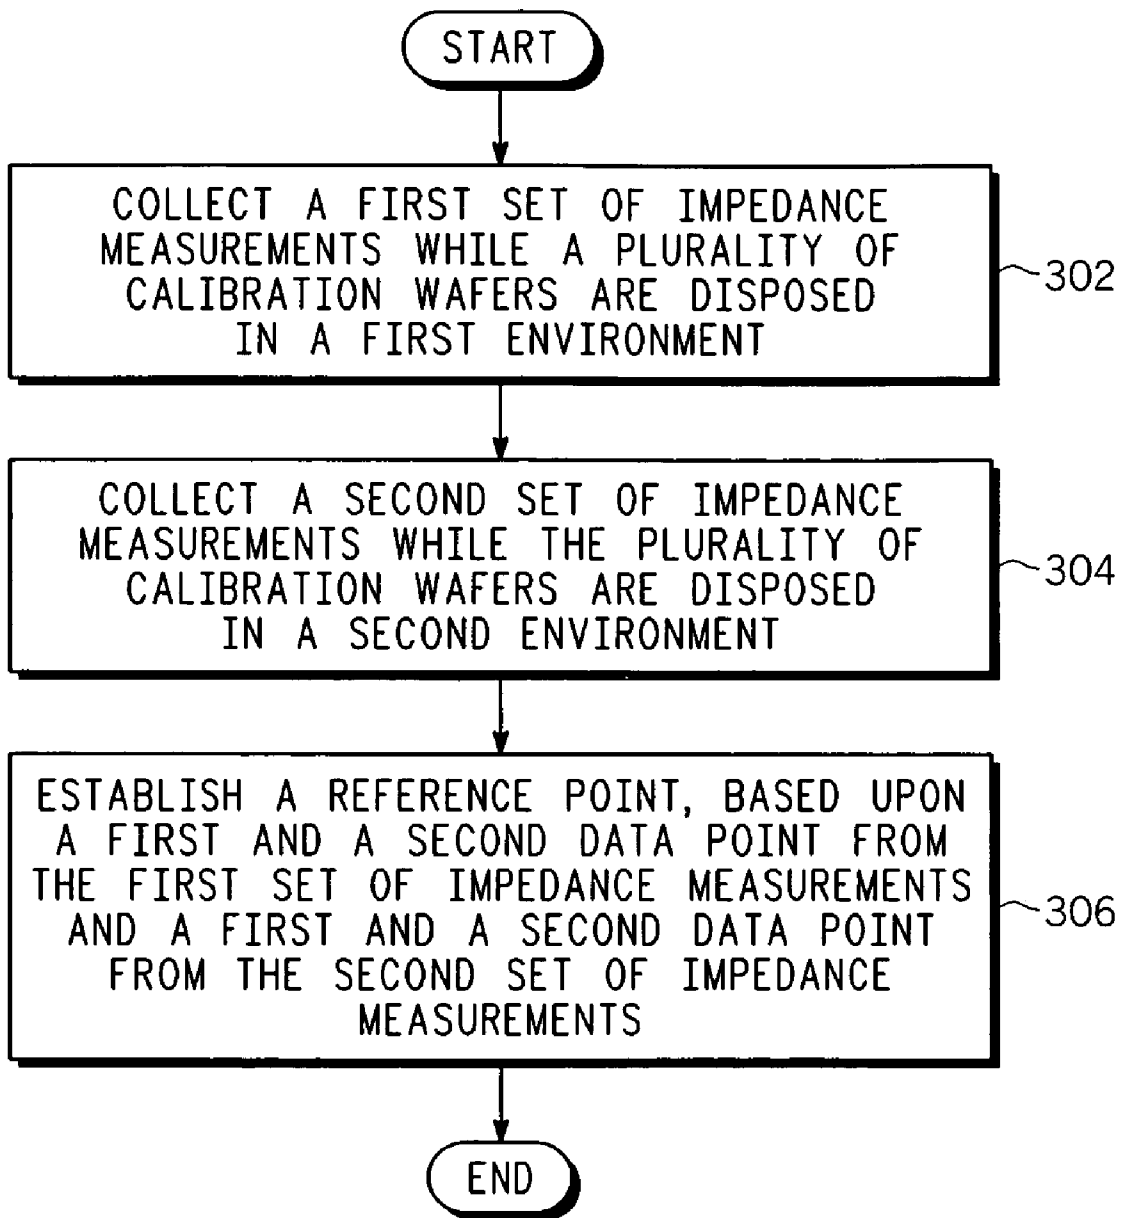 START
COLLECT A FIRST SET OF IMPEDANCE
MEASUREMENTS WHILE A PLURALITY OF
CALIBRATION WAFERS ARE DISPOSED
IN A FIRST ENVIRONMENT
302
COLLECT A SECOND SET OF IMPEDANCE
MEASUREMENTS WHILE THE PLURALITY OF
CALIBRATION WAFERS ARE DISPOSED
IN A SECOND ENVIRONMENT
304
ESTABLISH A REFERENCE POINT, BASED UPON
A FIRST AND A SECOND DATA POINT FROM
THE FIRST SET OF IMPEDANCE MEASUREMENTS
AND A FIRST AND A SECOND DATA POINT
FROM THE SECOND SET OF IMPEDANCE
MEASUREMENTS
306
END